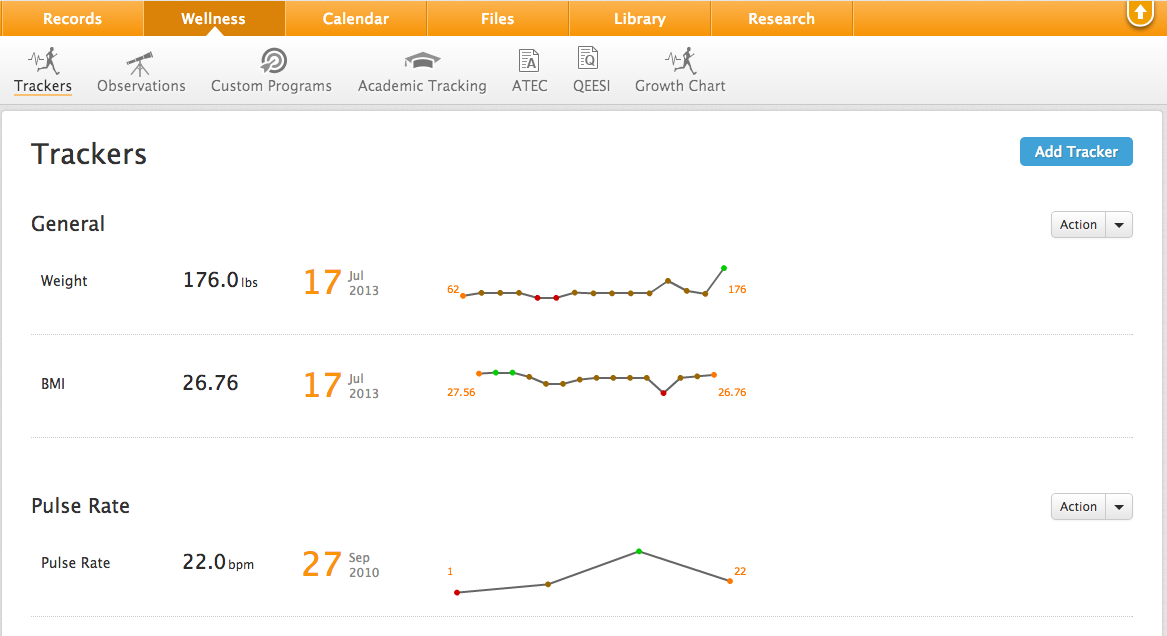 Records Wellness Calendar Files Library Research
Trackers Observations Custom Programs Academic Tracking ATEC QEESI Growth Chart
A Q
Trackers
Add Tracker
General
Action
Weight 176.0 lbs 17 Jul 2013 62 176
BMI 26.76 17 Jul 2013 27.56 26.76
Pulse Rate
Action
Pulse Rate 22.0 bpm 27 Sep 2010 1 22